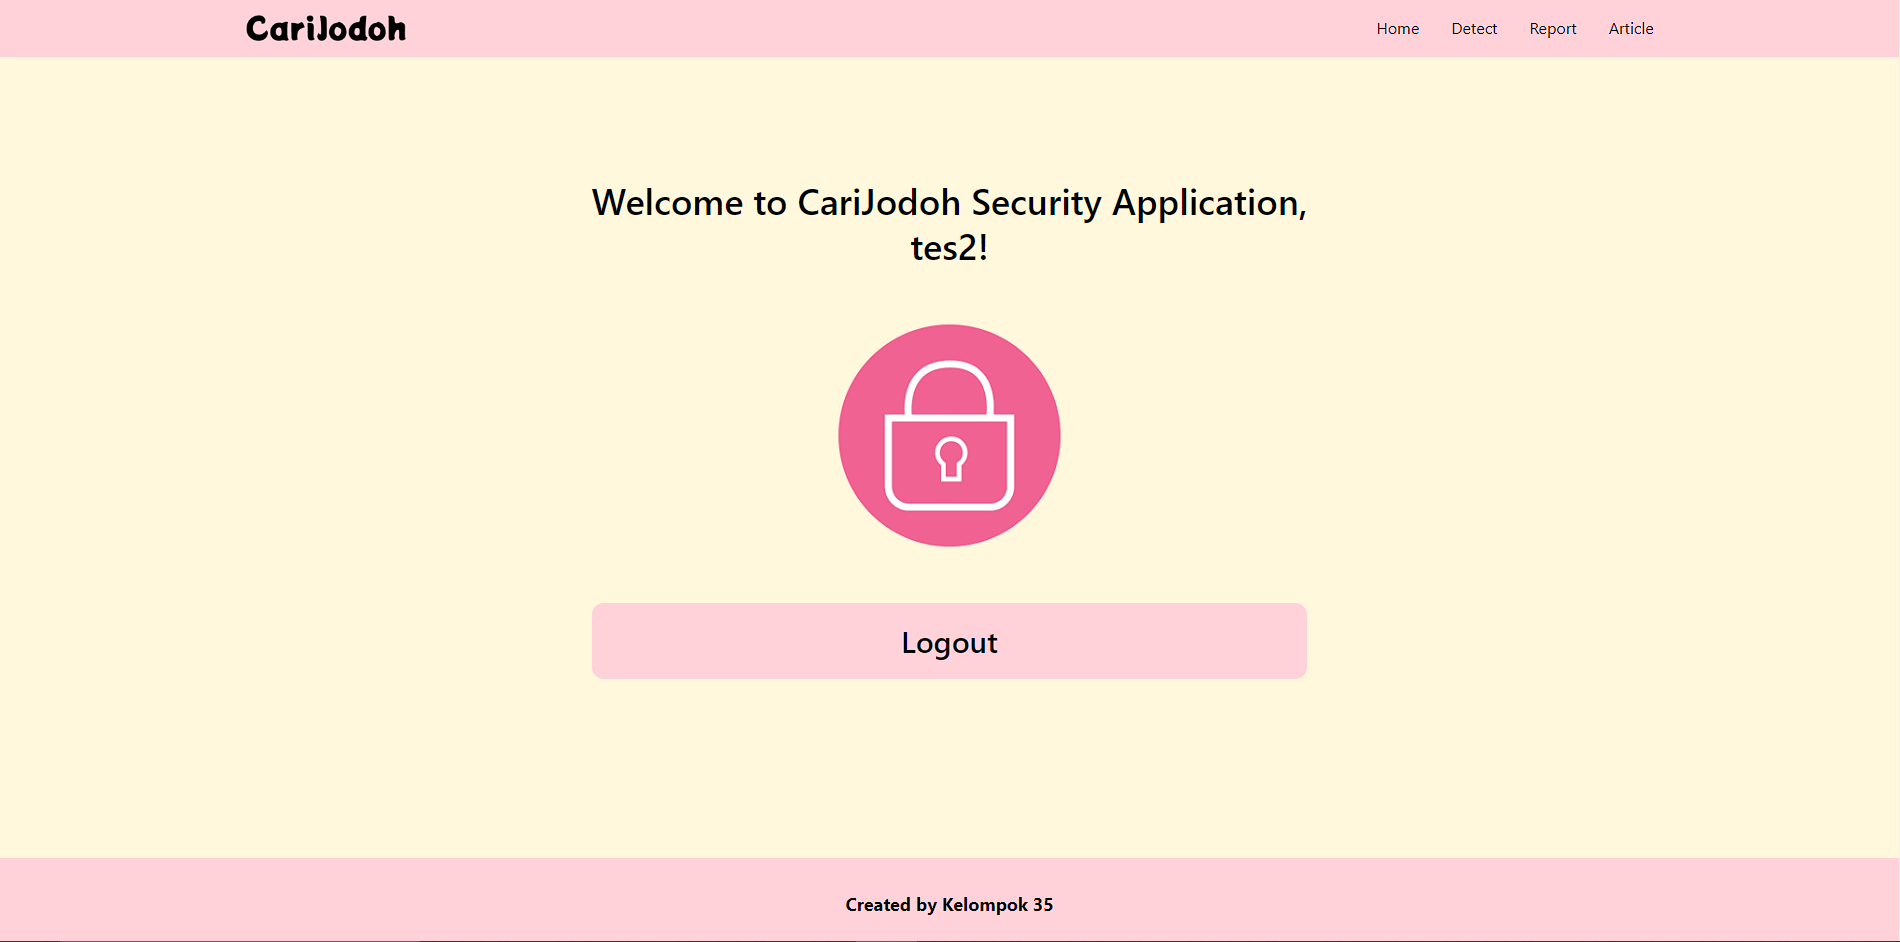 CariJodoh
Home Detect Report Article
Welcome to CariJodoh Security Application,
tes2!
Logout
Created by Kelompok 35